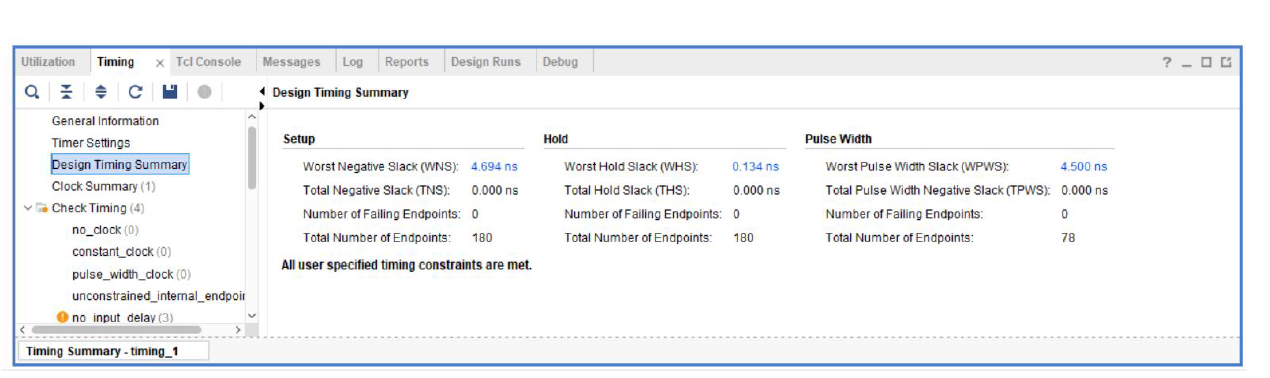 Utilization Timing × Tcl Console Messages Log Reports Design Runs Debug ?
Design Timing Summary
General Information
Timer Settings
Design Timing Summary
Clock Summary (1)
Check Timing (4)
no_clock (0)
constant_clock (0)
pulse_width_clock (0)
unconstrained_internal_endpoir
no_input_delay (3)
Setup Hold Pulse Width
Worst Negative Slack (WNS): 4.694 ns Worst Hold Slack (WHS): 0.134 ns Worst Pulse Width Slack (WPWS): 4.500 ns
Total Negative Slack (TNS): 0.000 ns Total Hold Slack (THS): 0.000 ns Total Pulse Width Negative Slack (TPWS): 0.000 ns
Number of Failing Endpoints: 0 Number of Failing Endpoints: 0 Number of Failing Endpoints: 0
Total Number of Endpoints: 180 Total Number of Endpoints: 180 Total Number of Endpoints: 78
All user specified timing constraints are met.
Timing Summary - timing_1